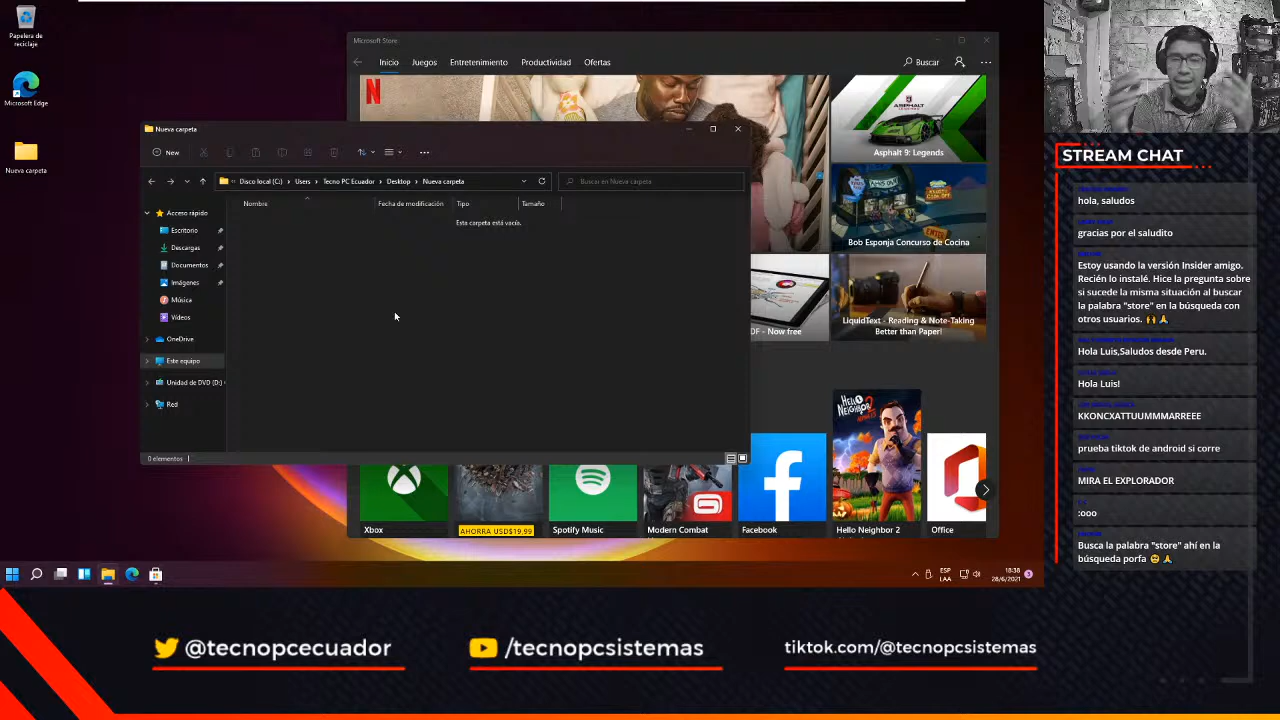 Papelera de
reciclaje
Microsoft Edge
Nueva carpeta
Microsoft Store
Inicio
Juegos
Entretenimiento
Productividad
Ofertas
Buscar
ASPHALT
Asphalt 9: Legends
Bob Esponja Concurso de Cocina
DF - Now free
LiquidText - Reading & Note-Taking
Better than Paper!
Nueva carpeta
New
Disco local (C:)
Users
Tecno PC Ecuador
Desktop
Nueva carpeta
Buscar en Nueva carpeta
Nombre
Fecha de modificación
Tipo
Tamaño
Esta carpeta está vacía.
Acceso rápido
Escritorio
Descargas
Documentos
Imágenes
Música
Vídeos
OneDrive
Este equipo
Unidad de DVD (D:)
Red
0 elementos
Xbox
AHORRA USD$19.99
Spotify Music
Modern Combat
Facebook
HELLO
NEIGHBOR 2
Hello Neighbor 2
Office
ESP
LAA
18:38
28/6/2021
3
STREAM CHAT
hola, saludos
gracias por el saludito
Estoy usando la versión Insider amigo.
Recién lo instalé. Hice la pregunta sobre
si sucede la misma situación al buscar
la palabra "store" en la búsqueda con
otros usuarios. 🙌 🙏
Hola Luis,Saludos desde Peru.
Hola Luis!
KKONCXATTUUMMMARREEE
prueba tiktok de android si corre
MIRA EL EXPLORADOR
:ooo
Busca la palabra "store" ahí en la
búsqueda porfa 🥺 🙏
@tecnopcecuador
/tecnopcsistemas
tiktok.com/@tecnopcsistemas